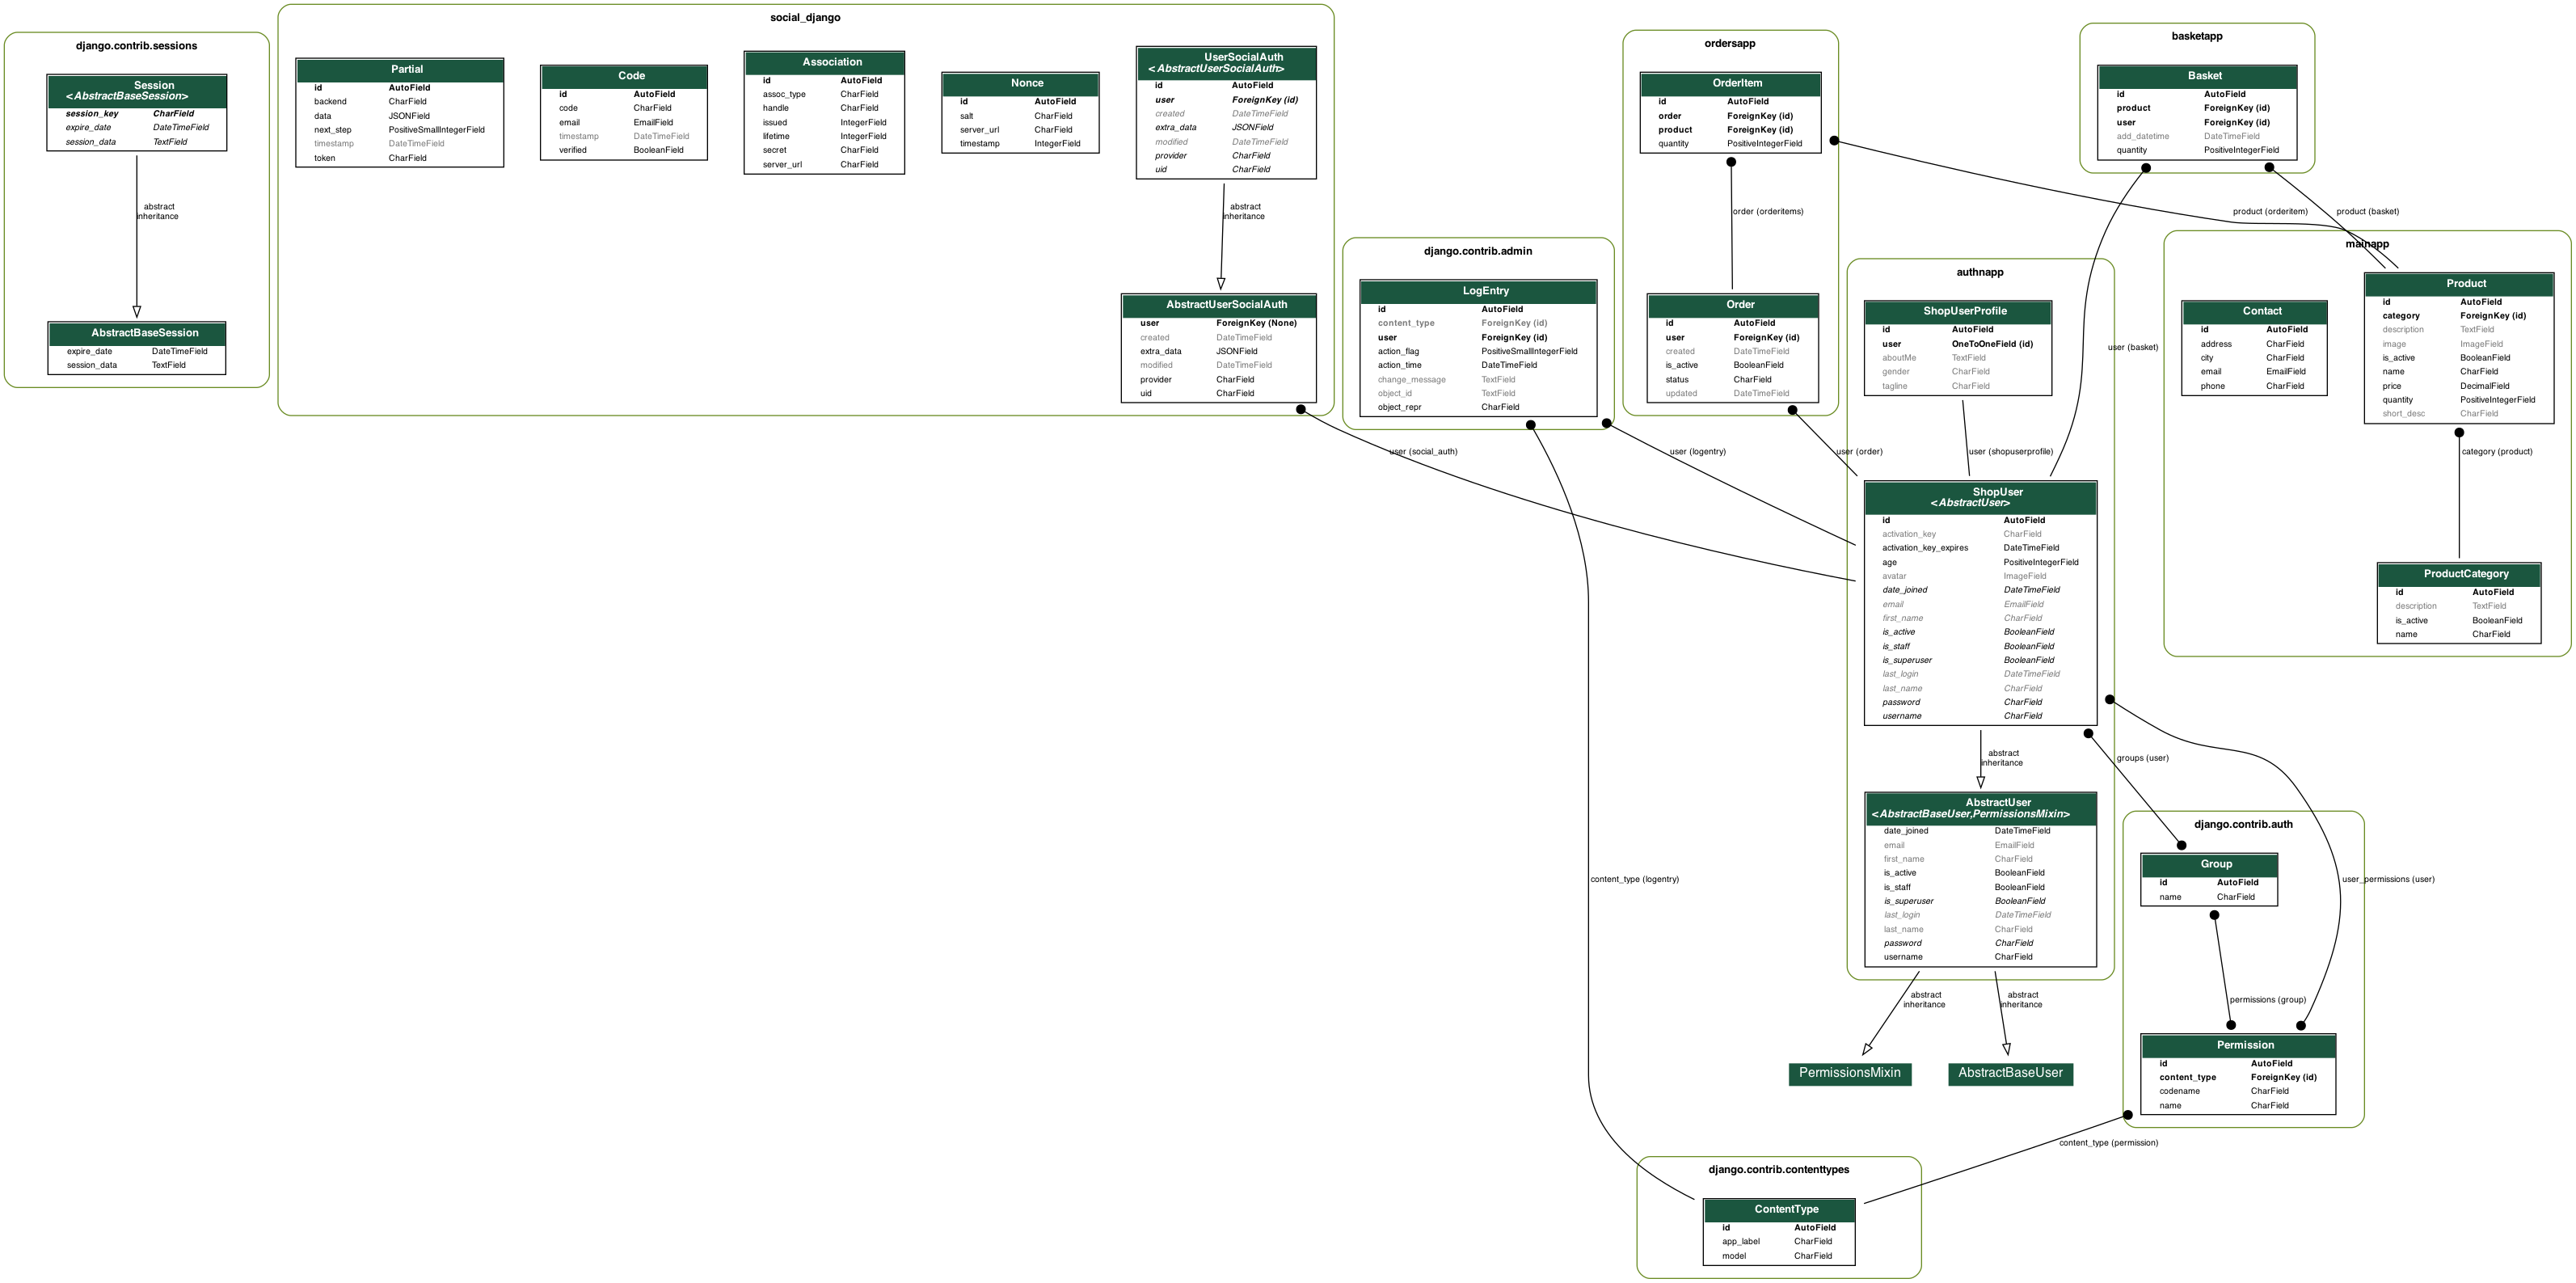 django.contrib.sessions
Session
<AbstractBaseSession>
session_key CharField
expire_date DateTimeField
session_data TextField
abstract
inheritance
AbstractBaseSession
expire_date DateTimeField
session_data TextField
social_django
Partial
id AutoField
backend CharField
data JSONField
next_step PositiveSmallIntegerField
timestamp DateTimeField
token CharField
Code
id AutoField
code CharField
email EmailField
timestamp DateTimeField
verified BooleanField
Association
id AutoField
assoc_type CharField
handle CharField
issued IntegerField
lifetime IntegerField
secret CharField
server_url CharField
Nonce
id AutoField
salt CharField
server_url CharField
timestamp IntegerField
UserSocialAuth
<AbstractUserSocialAuth>
id AutoField
user ForeignKey (id)
created DateTimeField
extra_data JSONField
modified DateTimeField
provider CharField
uid CharField
abstract
inheritance
AbstractUserSocialAuth
user ForeignKey (None)
created DateTimeField
extra_data JSONField
modified DateTimeField
provider CharField
uid CharField
user (social_auth)
django.contrib.admin
LogEntry
id AutoField
content_type ForeignKey (id)
user ForeignKey (id)
action_flag PositiveSmallIntegerField
action_time DateTimeField
change_message TextField
object_id TextField
object_repr CharField
user (logentry)
content_type (logentry)
ordersapp
OrderItem
id AutoField
order ForeignKey (id)
product ForeignKey (id)
quantity PositiveIntegerField
order (orderitems)
Order
id AutoField
user ForeignKey (id)
created DateTimeField
is_active BooleanField
status CharField
updated DateTimeField
user (order)
basketapp
Basket
id AutoField
product ForeignKey (id)
user ForeignKey (id)
add_datetime DateTimeField
quantity PositiveIntegerField
product (orderitem)
product (basket)
user (basket)
mainapp
Contact
id AutoField
address CharField
city CharField
email EmailField
phone CharField
Product
id AutoField
category ForeignKey (id)
description TextField
image ImageField
is_active BooleanField
name CharField
price DecimalField
quantity PositiveIntegerField
short_desc CharField
category (product)
ProductCategory
id AutoField
description TextField
is_active BooleanField
name CharField
authnapp
ShopUserProfile
id AutoField
user OneToOneField (id)
aboutMe TextField
gender CharField
tagline CharField
user (shopuserprofile)
ShopUser
<AbstractUser>
id AutoField
activation_key CharField
activation_key_expires DateTimeField
age PositiveIntegerField
avatar ImageField
date_joined DateTimeField
email EmailField
first_name CharField
is_active BooleanField
is_staff BooleanField
is_superuser BooleanField
last_login DateTimeField
last_name CharField
password CharField
username CharField
abstract
inheritance
AbstractUser
<AbstractBaseUser,PermissionsMixin>
date_joined DateTimeField
email EmailField
first_name CharField
is_active BooleanField
is_staff BooleanField
is_superuser BooleanField
last_login DateTimeField
last_name CharField
password CharField
username CharField
abstract
inheritance
abstract
inheritance
PermissionsMixin
AbstractBaseUser
groups (user)
user_permissions (user)
django.contrib.auth
Group
id AutoField
name CharField
permissions (group)
Permission
id AutoField
content_type ForeignKey (id)
codename CharField
name CharField
content_type (permission)
django.contrib.contenttypes
ContentType
id AutoField
app_label CharField
model CharField